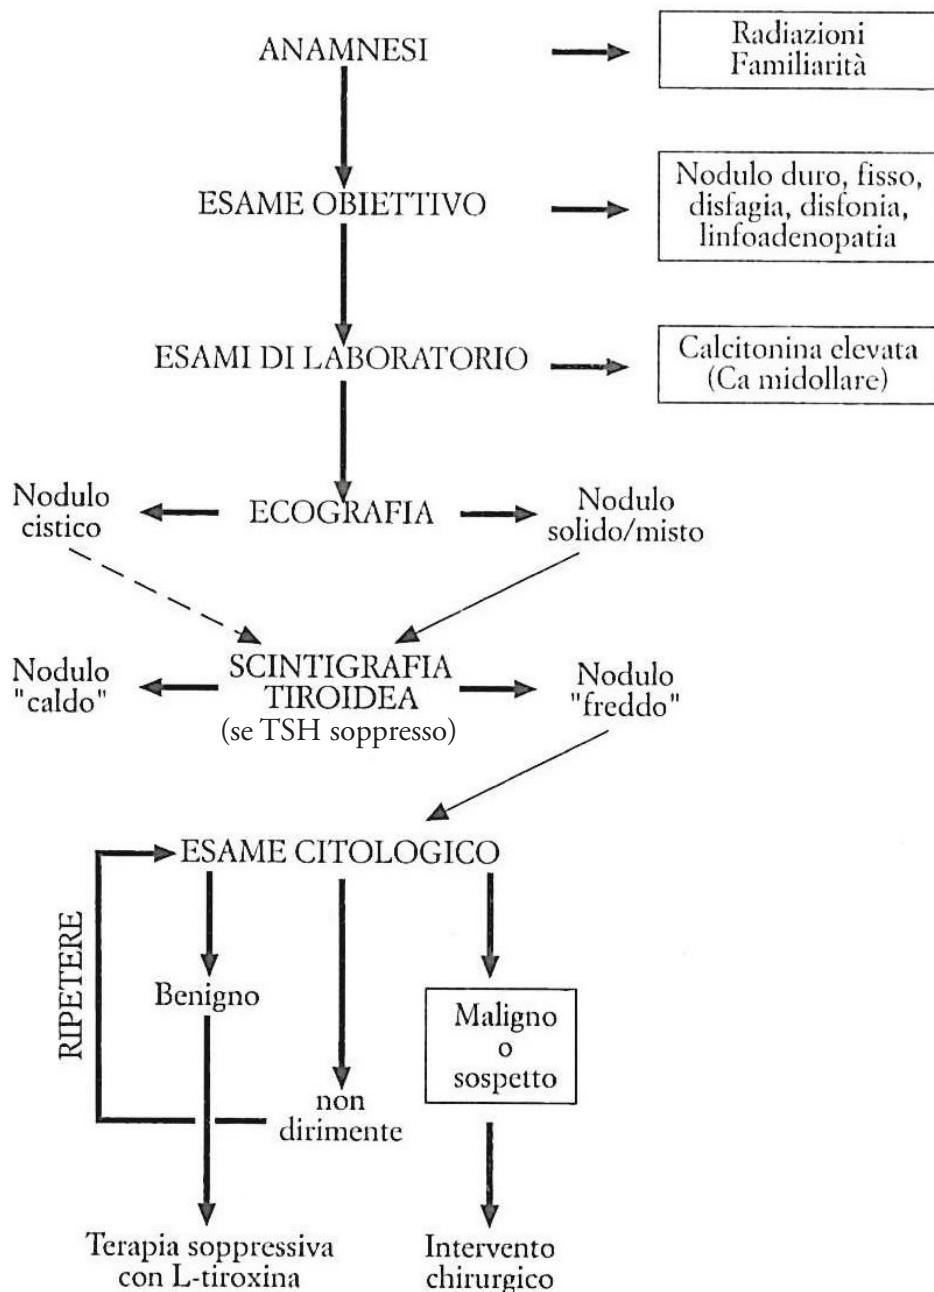 ANAMNESI
Radiazioni
Familiarità
ESAME OBIETTIVO
Nodulo duro, fisso,
disfagia, disfonia,
linfoadenopatia
ESAMI DI LABORATORIO
Calcitonina elevata
(Ca midollare)
Nodulo
cistico
ECOGRAFIA
Nodulo
solido/misto
Nodulo
"caldo"
SCINTIGRAFIA
TIROIDEA
(se TSH soppresso)
Nodulo
"freddo"
ESAME CITOLOGICO
RIPETERE
Benigno
non
dirimente
Maligno
o
sospetto
Terapia soppressiva
con L-tiroxina
Intervento
chirurgico